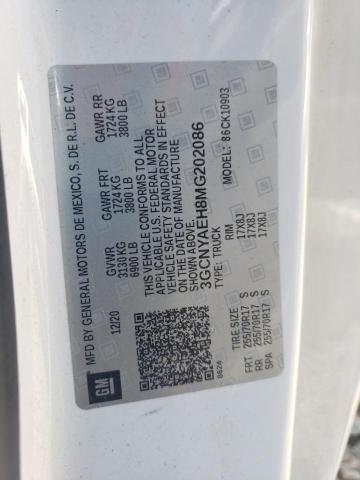 MFD BY GENERAL MOTORS DE MEXICO, S. DE R.L. DE C.V.
12/20
GVWR
3130 KG
6900 LB
GAWR FRT
1724 KG
3800 LB
GAWR RR
1724 KG
3800 LB
THIS VEHICLE CONFORMS TO ALL
APPLICABLE U.S. FEDERAL MOTOR
VEHICLE SAFETY STANDARDS IN
EFFECT ON THE DATE OF MANUFACTURE
SHOWN ABOVE.
3GCNYAEH8MG202086
TYPE: TRUCK
MODEL: 86CK10903
GM
8624
TIRE SIZE RIM
FRT 255/70R17 S 17X8J
RR 255/70R17 S 17X8J
SPA 255/70R17 S 17X8J